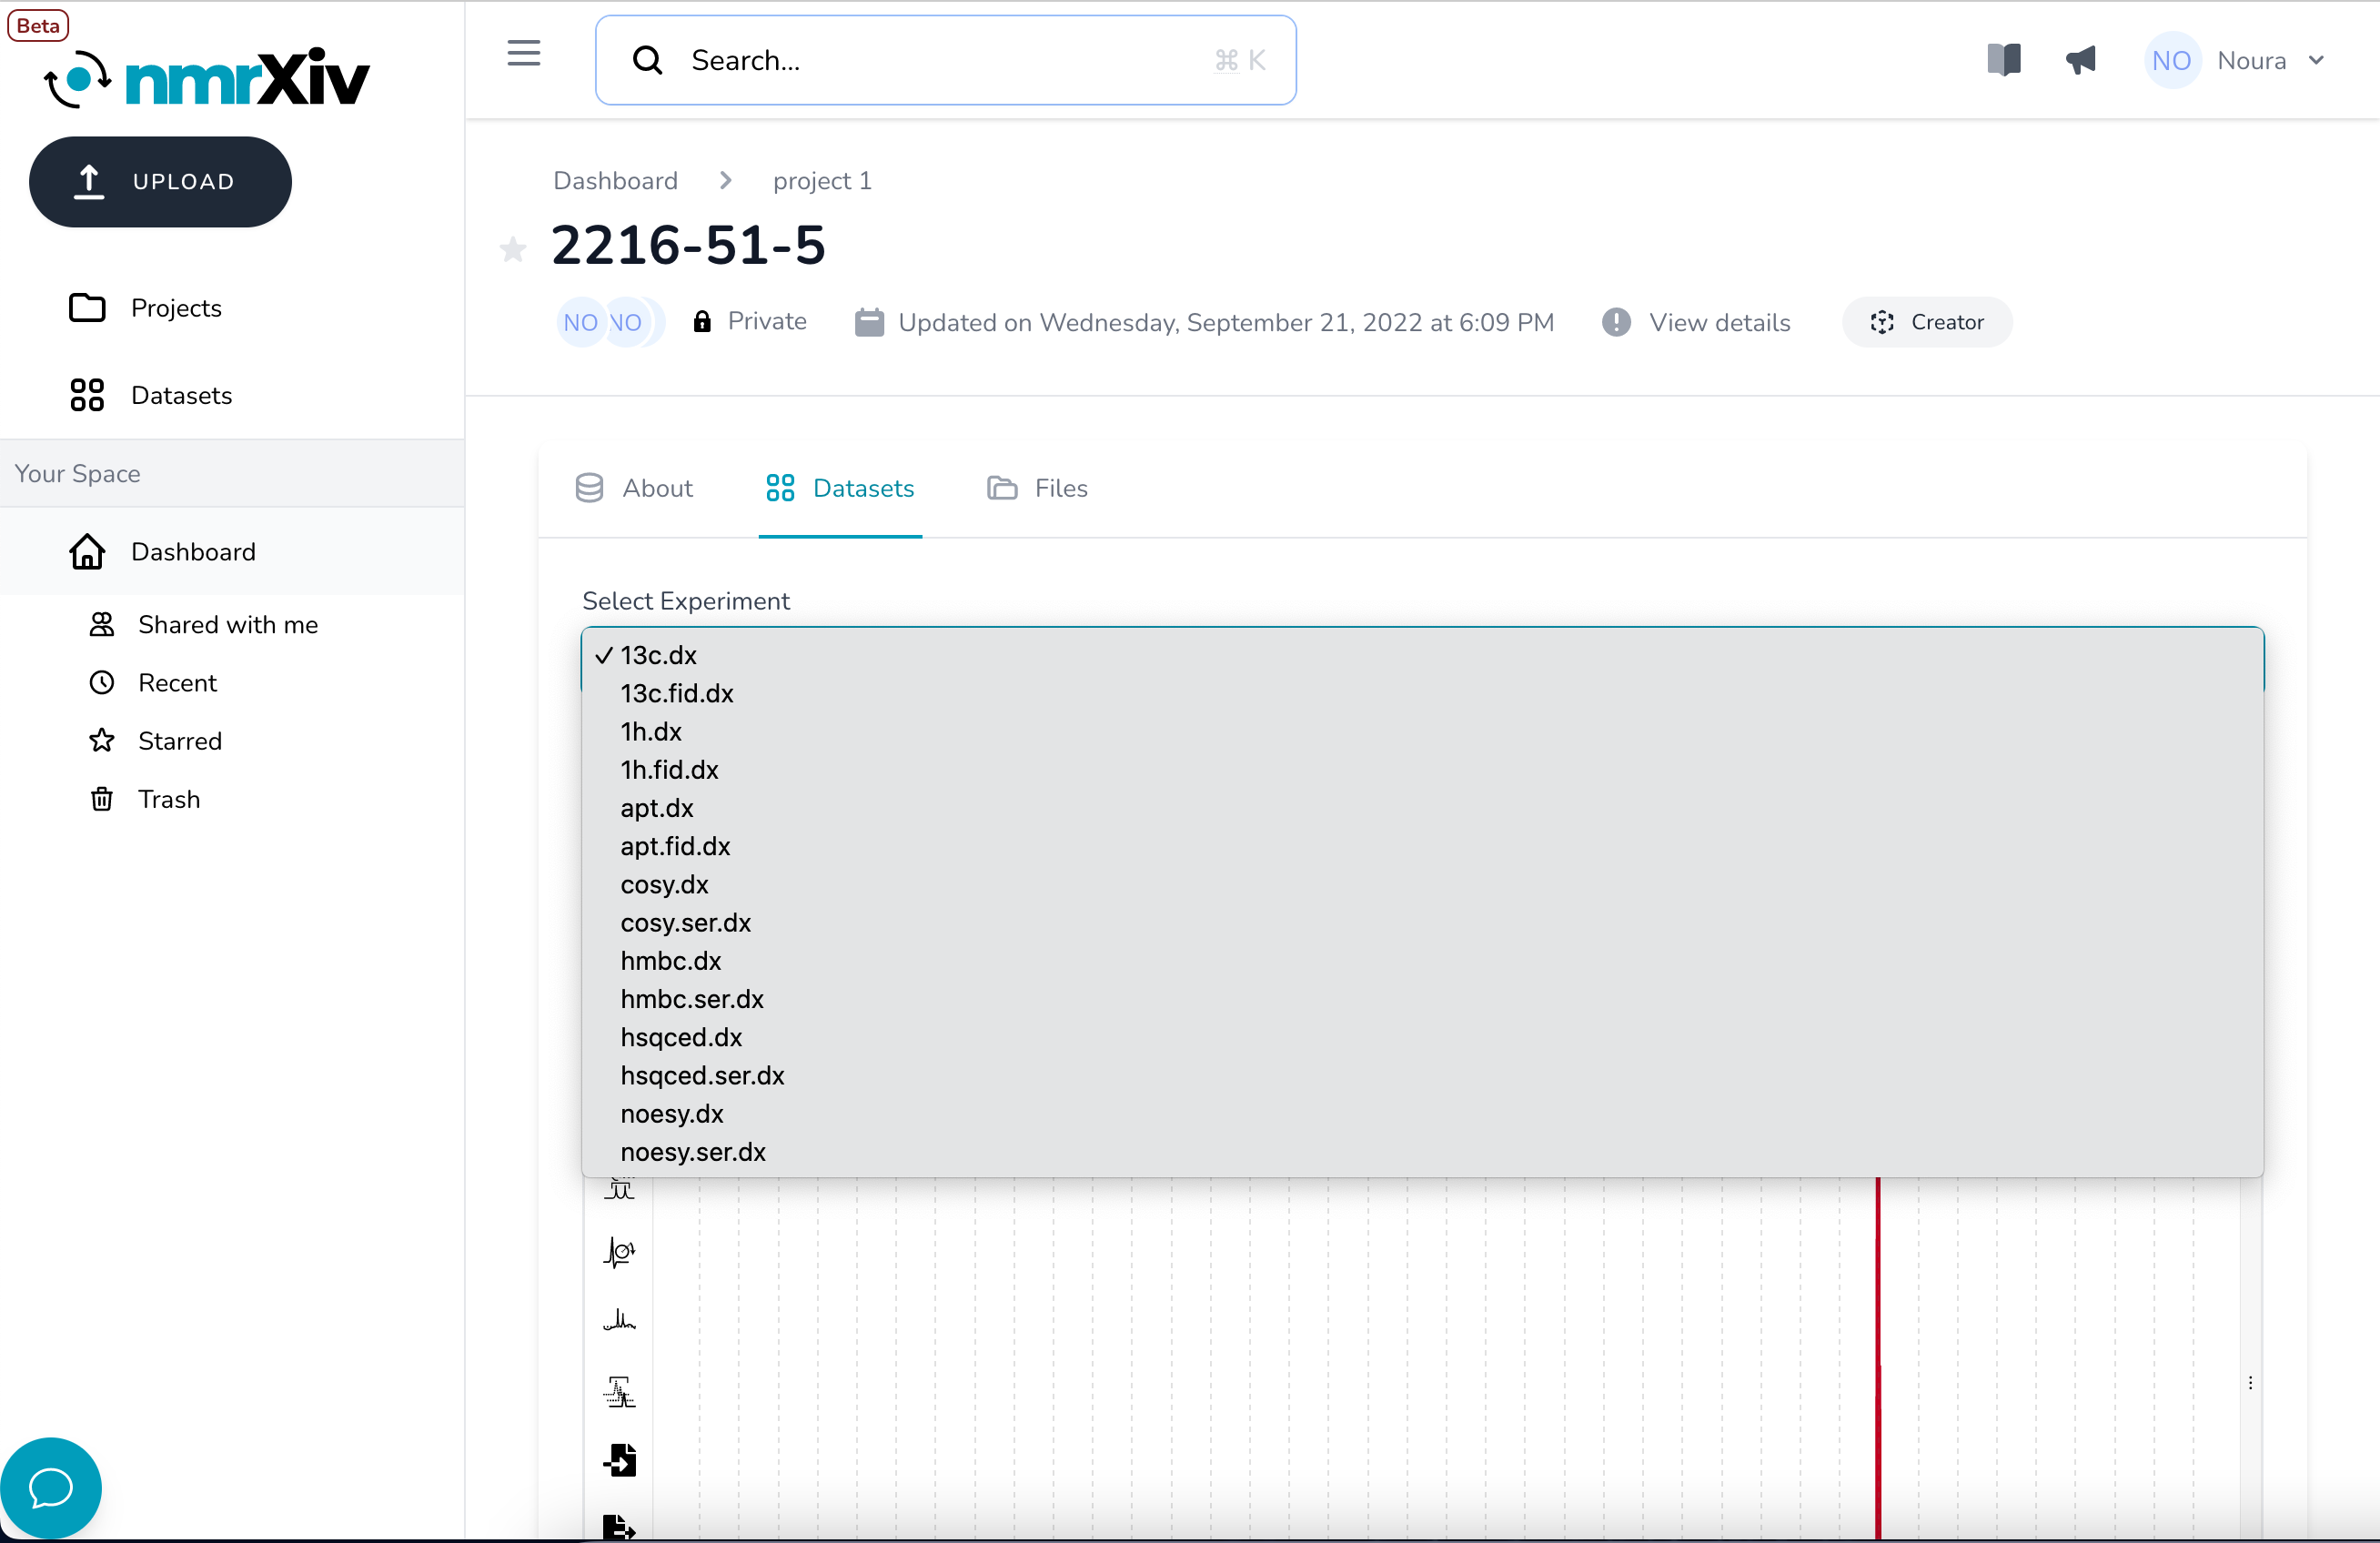 Beta
nmrXiv
UPLOAD
Projects
Datasets
Your Space
Dashboard
Shared with me
Recent
Starred
Trash
Search...
⌘ K
NO
Noura
Dashboard
project 1
2216-51-5
NO
NO
Private
Updated on Wednesday, September 21, 2022 at 6:09 PM
View details
Creator
About
Datasets
Files
Select Experiment
✓ 13c.dx
13c.fid.dx
1h.dx
1h.fid.dx
apt.dx
apt.fid.dx
cosy.dx
cosy.ser.dx
hmbc.dx
hmbc.ser.dx
hsqced.dx
hsqced.ser.dx
noesy.dx
noesy.ser.dx